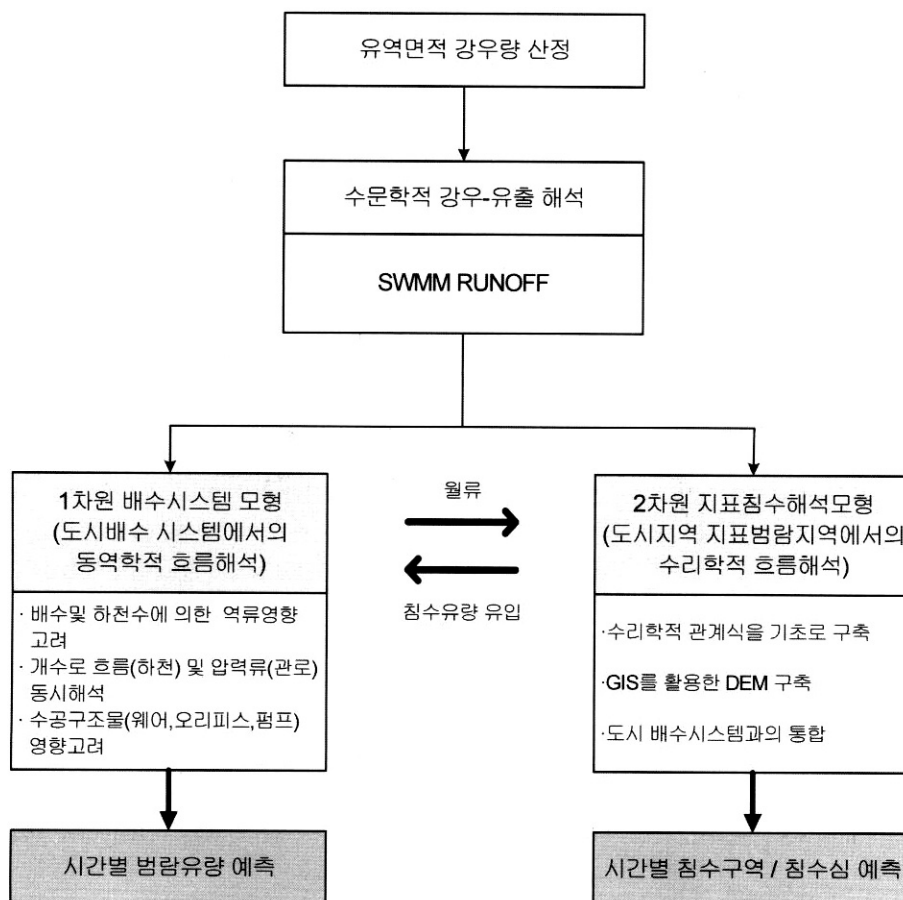 유역면적 강우량 산정
수문학적 강우-유출 해석
SWMM RUNOFF
1차원 배수시스템 모형
(도시배수 시스템에서의
동역학적 흐름해석)
· 배수및 하천수에 의한 역류영향
고려
· 개수로 흐름(하천) 및 압력류(관로)
동시해석
· 수공구조물(웨어,오리피스,펌프)
영향고려
월류
침수유량 유입
2차원 지표침수해석모형
(도시지역 지표범람지역에서의
수리학적 흐름해석)
·수리학적 관계식을 기초로 구축
·GIS를 활용한 DEM 구축
·도시 배수시스템과의 통합
시간별 범람유량 예측
시간별 침수구역 / 침수심 예측